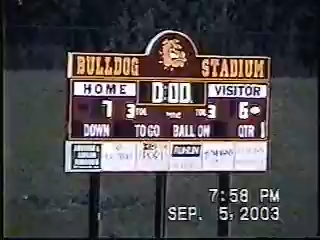 BULLDOG STADIUM
HOME 0:00 VISITOR
7 3 TOL TOL 3 6
DOWN TO GO BALL ON QTR 1
7:58 PM
SEP. 5, 2003